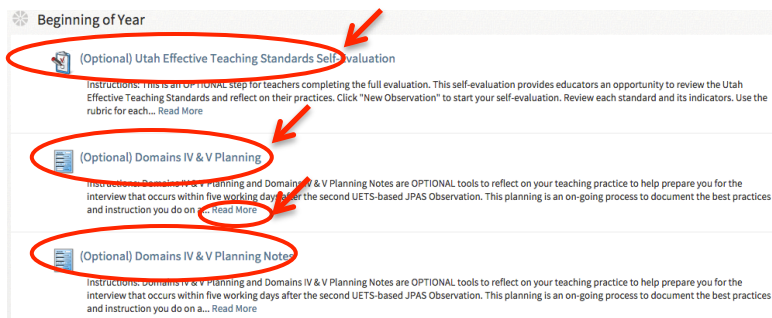 Beginning of Year
(Optional) Utah Effective Teaching Standards Self-Evaluation
Instructions: This is an OPTIONAL step for teachers completing the full evaluation. This self-evaluation provides educators an opportunity to review the Utah
Effective Teaching Standards and reflect on their practices. Click "New Observation" to start your self-evaluation. Review each standard and its indicators. Use the
rubric for each... Read More
(Optional) Domains IV & V Planning
Instructions: Domains IV & V Planning and Domains IV & V Planning Notes are OPTIONAL tools to reflect on your teaching practice to help prepare you for the
interview that occurs within five working days after the second UETS-based JPAS Observation. This planning is an on-going process to document the best practices
and instruction you do on a... Read More
(Optional) Domains IV & V Planning Notes
Instructions: Domains IV & V Planning and Domains IV & V Planning Notes are OPTIONAL tools to reflect on your teaching practice to help prepare you for the
interview that occurs within five working days after the second UETS-based JPAS Observation. This planning is an on-going process to document the best practices
and instruction you do on a... Read More